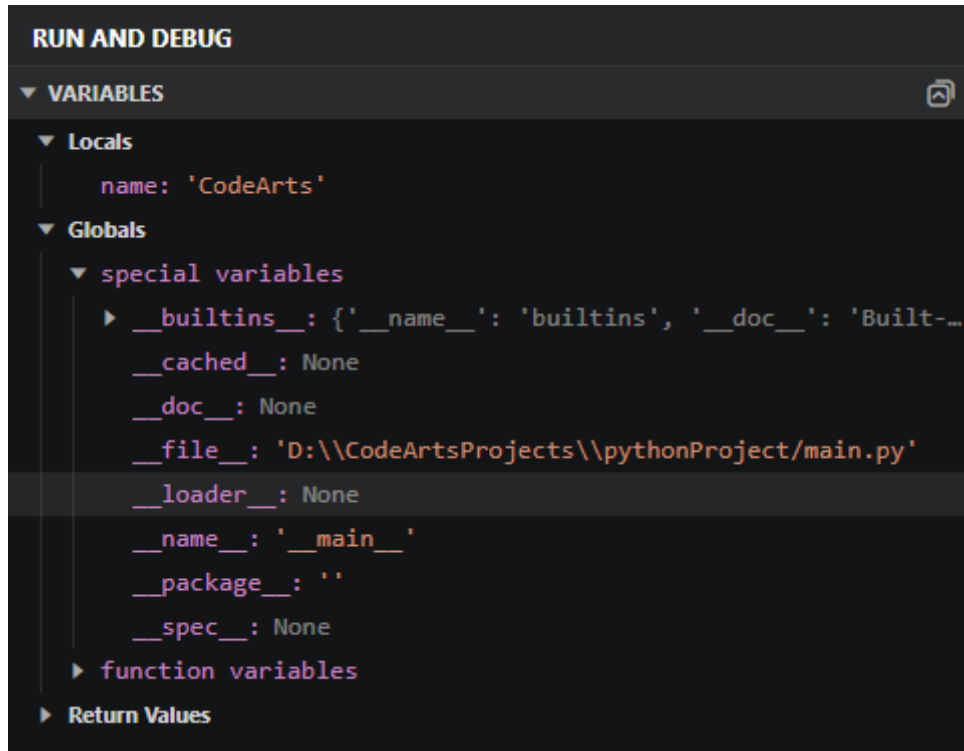 RUN AND DEBUG
VARIABLES
Locals
name: 'CodeArts'
Globals
special variables
__builtins__: {'__name__': 'builtins', '__doc__': 'Built-…
__cached__: None
__doc__: None
__file__: 'D:\\CodeArtsProjects\\pythonProject/main.py'
__loader__: None
__name__: '__main__'
__package__: ''
__spec__: None
function variables
Return Values